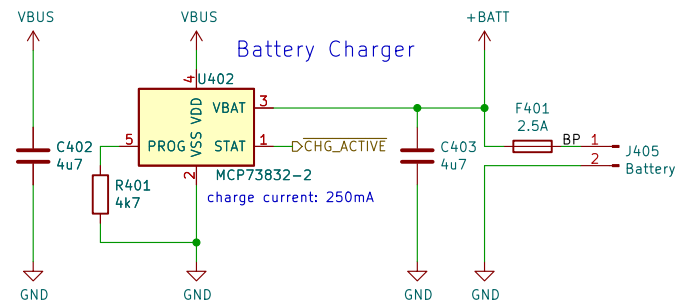 VBUS
VBUS
+BATT
Battery Charger
4
U402
VDD
VBAT
3
F401
2.5A
C402
4u7
5
PROG
VSS
STAT
1
CHG_ACTIVE
C403
4u7
BP
1
2
J405
Battery
R401
4k7
2
MCP73832-2
charge current: 250mA
GND
GND
GND
GND